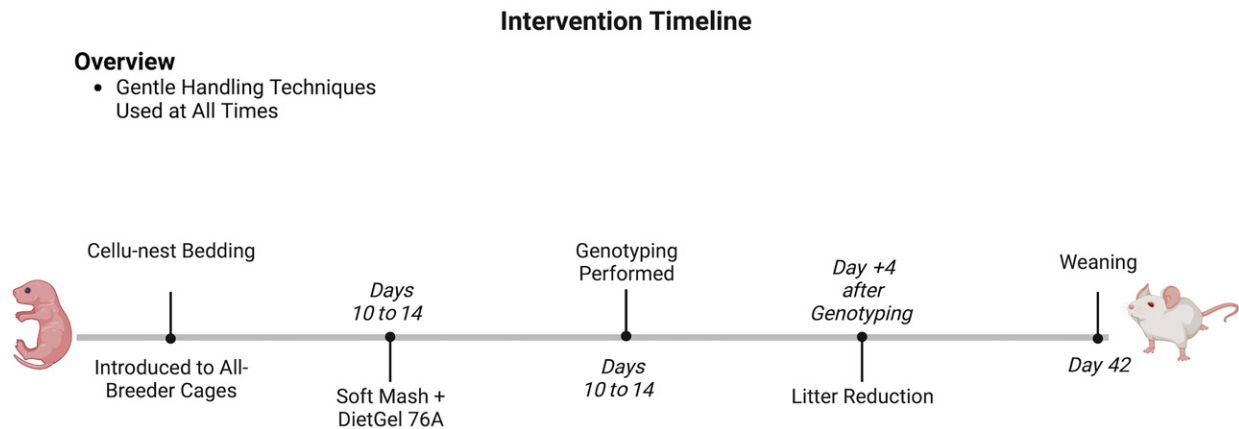 Intervention Timeline
Overview
• Gentle Handling Techniques
Used at All Times
Cellu-nest Bedding
Introduced to All-
Breeder Cages
Days
10 to 14
Soft Mash +
DietGel 76A
Genotyping
Performed
Days
10 to 14
Day +4
after
Genotyping
Litter Reduction
Weaning
Day 42